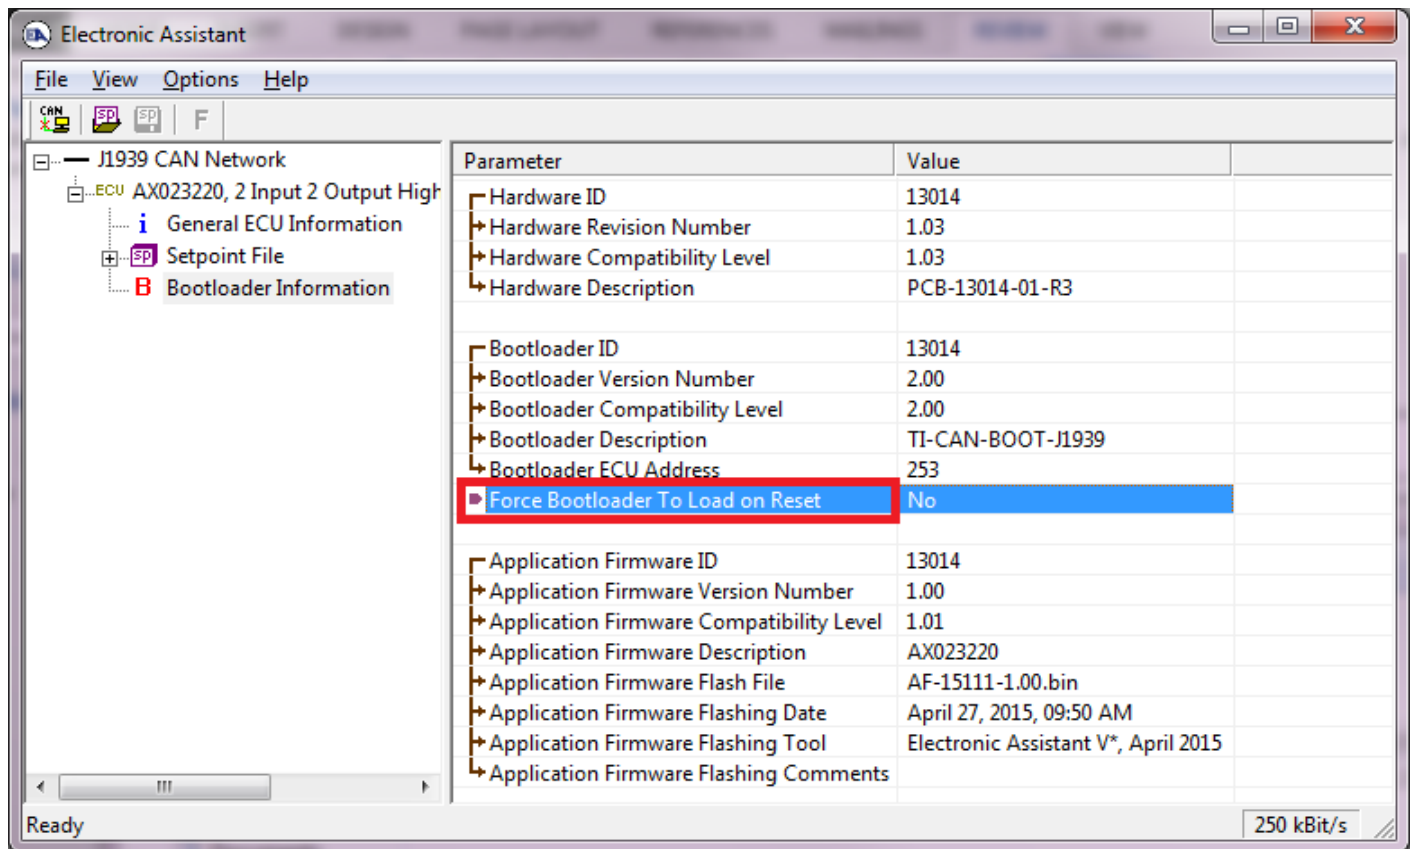 Electronic Assistant
File View Options Help
CAN SP SP F
J1939 CAN Network
ECU AX023220, 2 Input 2 Output High
i General ECU Information
SP Setpoint File
B Bootloader Information
Parameter Value
Hardware ID 13014
Hardware Revision Number 1.03
Hardware Compatibility Level 1.03
Hardware Description PCB-13014-01-R3
Bootloader ID 13014
Bootloader Version Number 2.00
Bootloader Compatibility Level 2.00
Bootloader Description TI-CAN-BOOT-J1939
Bootloader ECU Address 253
Force Bootloader To Load on Reset No
Application Firmware ID 13014
Application Firmware Version Number 1.00
Application Firmware Compatibility Level 1.01
Application Firmware Description AX023220
Application Firmware Flash File AF-15111-1.00.bin
Application Firmware Flashing Date April 27, 2015, 09:50 AM
Application Firmware Flashing Tool Electronic Assistant V*, April 2015
Application Firmware Flashing Comments
Ready 250 kBit/s